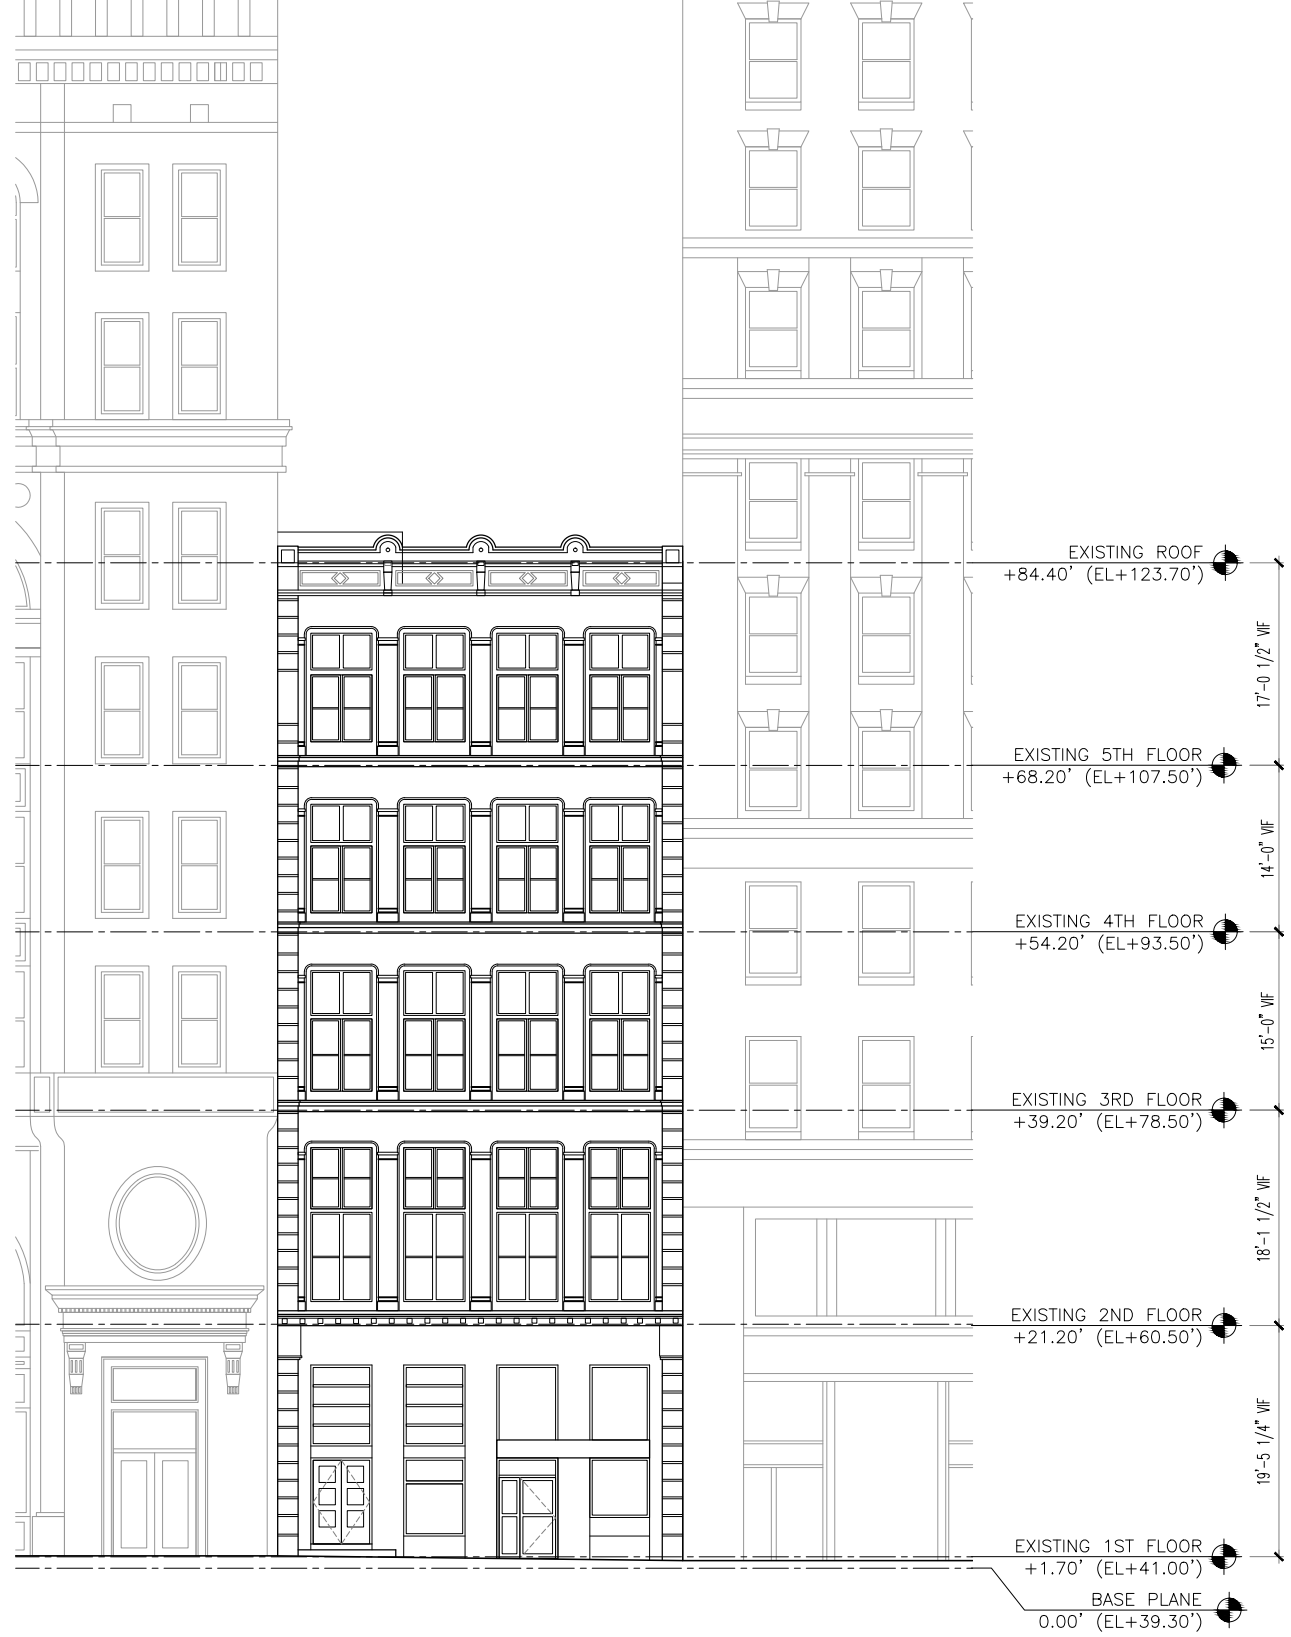 EXISTING ROOF
+84.40' (EL+123.70')
17'-0 1/2" VIF
EXISTING 5TH FLOOR
+68.20' (EL+107.50')
14'-0" VIF
EXISTING 4TH FLOOR
+54.20' (EL+93.50')
15'-0" VIF
EXISTING 3RD FLOOR
+39.20' (EL+78.50')
18'-1 1/2" VIF
EXISTING 2ND FLOOR
+21.20' (EL+60.50')
19'-5 1/4" VIF
EXISTING 1ST FLOOR
+1.70' (EL+41.00')
BASE PLANE
0.00' (EL+39.30')